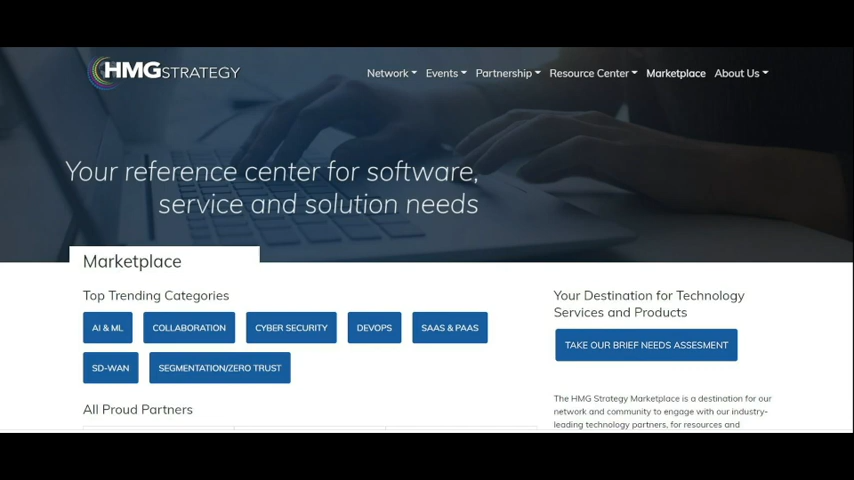 HMG STRATEGY
Network Events Partnership Resource Center Marketplace About Us
Your reference center for software,
service and solution needs
Marketplace
Top Trending Categories
AI & ML COLLABORATION CYBER SECURITY DEVOPS SAAS & PAAS
SD-WAN SEGMENTATION/ZERO TRUST
All Proud Partners
Your Destination for Technology
Services and Products
TAKE OUR BRIEF NEEDS ASSESMENT
The HMG Strategy Marketplace is a destination for our
network and community to engage with our industry-
leading technology partners, for resources and